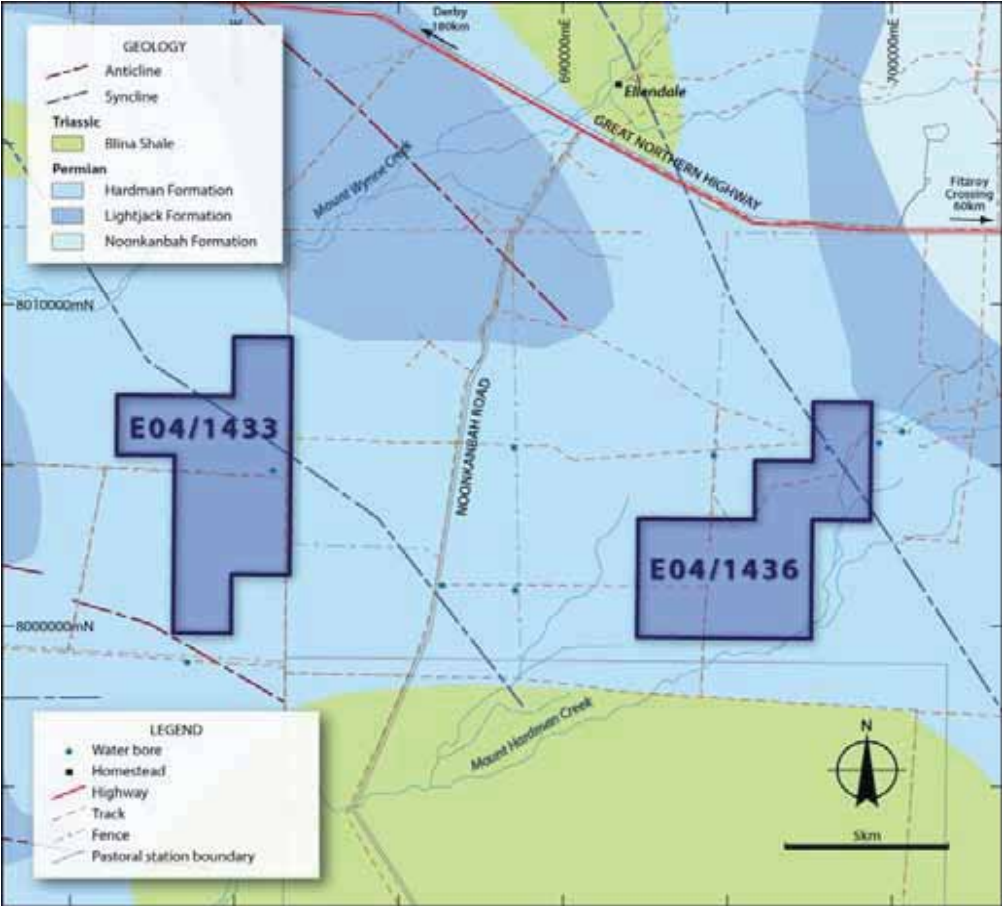 GEOLOGY
Anticline
Syncline
Triassic
Blina Shale
Permian
Hardman Formation
Lightjack Formation
Noonkanbah Formation
Derby
180km
690000mE
700000mE
Ellendale
GREAT NORTHERN HIGHWAY
Mount Wynne Creek
Fitzroy
Crossing
60km
8010000mN
E04/1433
NOONKANBAH ROAD
E04/1436
8000000mN
Mount Hardman Creek
LEGEND
Water bore
Homestead
Highway
Track
Fence
Pastoral station boundary
N
5km